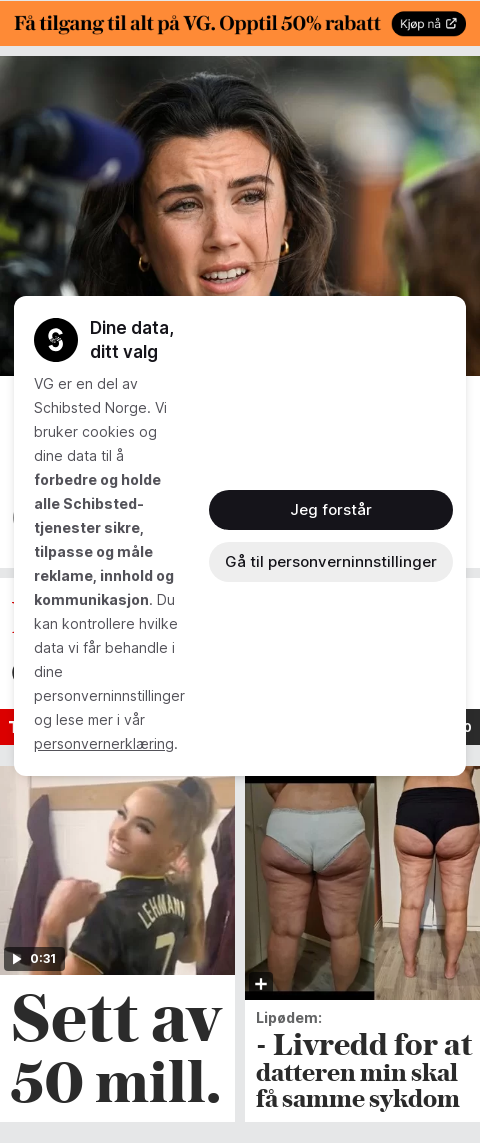 Få tilgang til alt på VG. Opptil 50% rabatt
Kjøp nå
Dine data,
ditt valg
VG er en del av
Schibsted Norge. Vi
bruker cookies og
dine data til å
forbedre og holde
alle Schibsted-
tjenester sikre,
tilpasse og måle
reklame, innhold og
kommunikasjon. Du
kan kontrollere hvilke
data vi får behandle i
dine
personverninnstillinger
og lese mer i vår
personvernerklæring.
Jeg forstår
Gå til personverninnstillinger
LEHMANN
7
0:31
Sett av
50 mill.
Lipødem:
- Livredd for at
datteren min skal
få samme sykdom